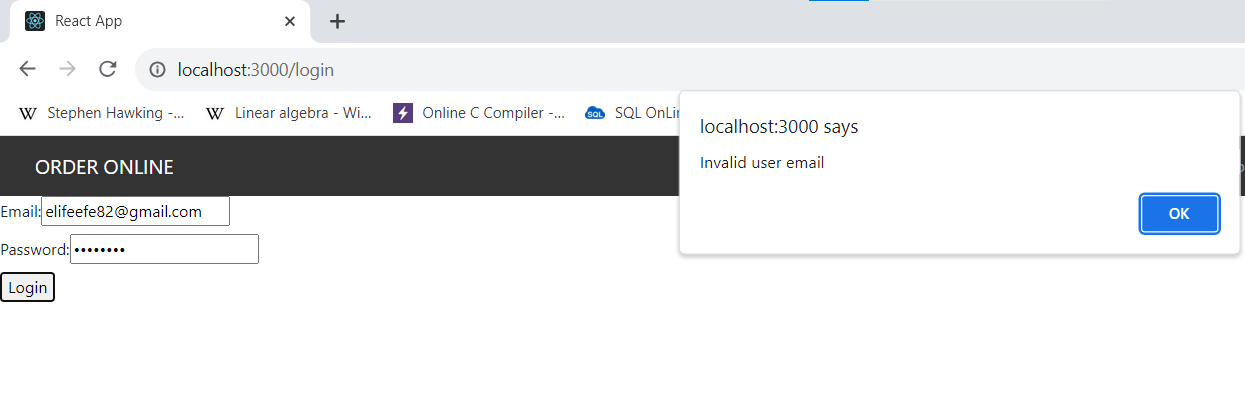 React App
localhost:3000/login
Stephen Hawking -... Linear algebra - Wi... Online C Compiler -... SQL SQL OnLi
localhost:3000 says
Invalid user email
OK
ORDER ONLINE
Email: elifeefe82@gmail.com
Password: ••••••••
Login